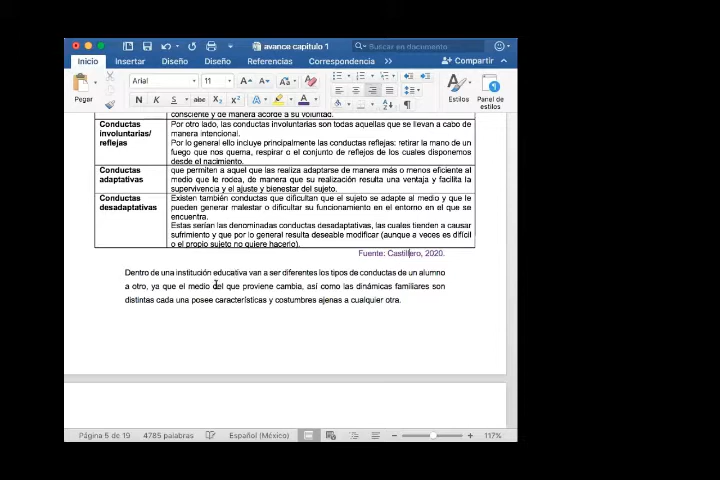 avance capitulo 1
Buscar en documento
Inicio
Insertar
Diseño
Diseño
Referencias
Correspondencia
Compartir
Pegar
Arial
11
N K S abc X₂ X²
Estilos
Panel de
estilos
consciente y de manera acorde a su voluntad.
Conductas
involuntarias/
reflejas
Por otro lado, las conductas involuntarias son todas aquellas que se llevan a cabo de
manera intencional.
Por lo general ello incluye principalmente las conductas reflejas: retirar la mano de un
fuego que nos quema, respirar o el conjunto de reflejos de los cuales disponemos
desde el nacimiento.
Conductas
adaptativas
que permiten a aquel que las realiza adaptarse de manera más o menos eficiente al
medio que le rodea, de manera que su realización resulta una ventaja y facilita la
supervivencia y el ajuste y bienestar del sujeto.
Conductas
desadaptativas
Existen también conductas que dificultan que el sujeto se adapte al medio y que le
pueden generar malestar o dificultar su funcionamiento en el entorno en el que se
encuentra.
Estas serían las denominadas conductas desadaptativas, las cuales tienden a causar
sufrimiento y que por lo general resulta deseable modificar (aunque a veces es difícil
o el propio sujeto no quiere hacerlo).
Fuente: Castillero, 2020.
Dentro de una institución educativa van a ser diferentes los tipos de conductas de un alumno
a otro, ya que el medio del que proviene cambia, así como las dinámicas familiares son
distintas cada una posee características y costumbres ajenas a cualquier otra.
Página 5 de 19
4785 palabras
Español (México)
117%